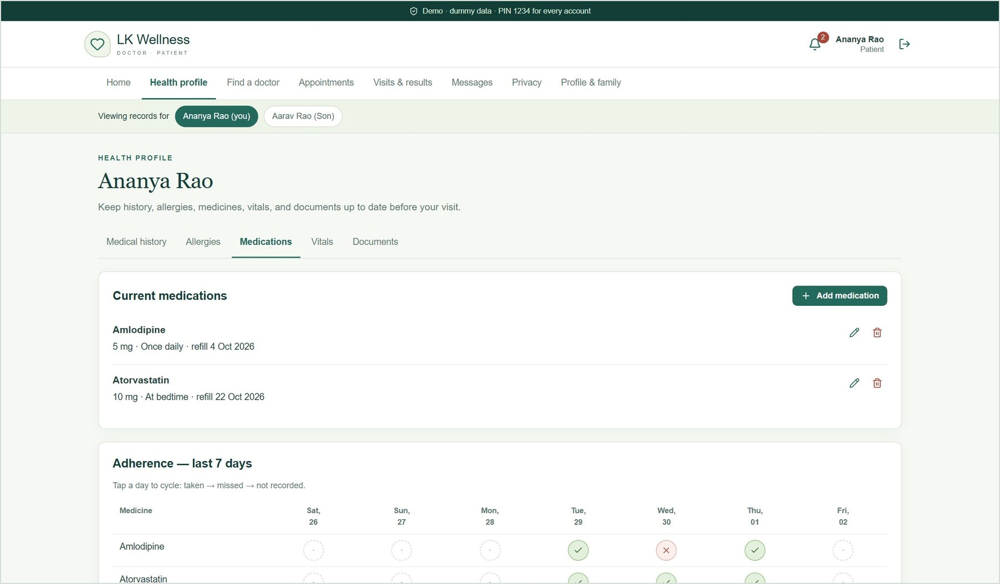 Demo · dummy data · PIN 1234 for every account
LK Wellness
DOCTOR · PATIENT
2
Ananya Rao
Patient
Home
Health profile
Find a doctor
Appointments
Visits & results
Messages
Privacy
Profile & family
Viewing records for
Ananya Rao (you)
Aarav Rao (Son)
HEALTH PROFILE
Ananya Rao
Keep history, allergies, medicines, vitals, and documents up to date before your visit.
Medical history
Allergies
Medications
Vitals
Documents
Current medications
Add medication
Amlodipine
5 mg · Once daily · refill 4 Oct 2026
Atorvastatin
10 mg · At bedtime · refill 22 Oct 2026
Adherence — last 7 days
Tap a day to cycle: taken → missed → not recorded.
Medicine
Sat, 26
Sun, 27
Mon, 28
Tue, 29
Wed, 30
Thu, 01
Fri, 02
Amlodipine
Atorvastatin